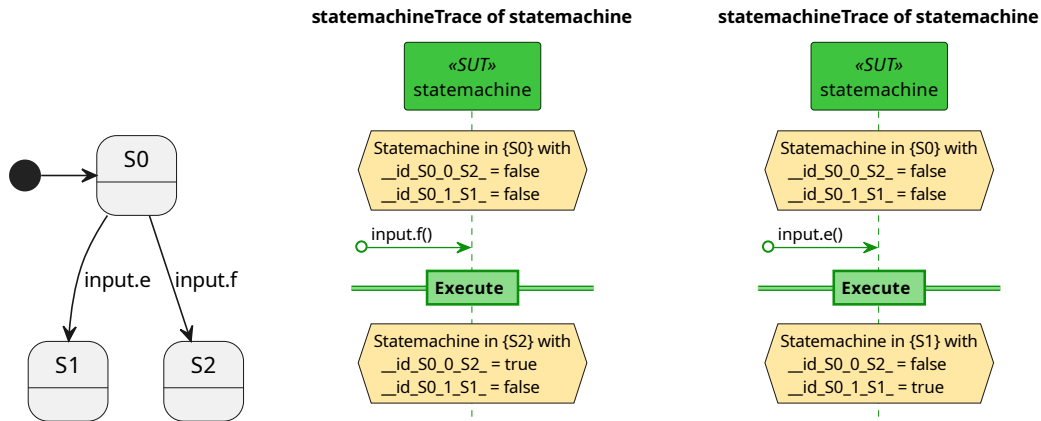 S0
input.e
input.f
S1
S2
statemachineTrace of statemachine
«SUT»
statemachine
Statemachine in {S0} with
__id_S0_0_S2_ = false
__id_S0_1_S1_ = false
input.f()
Execute
Statemachine in {S2} with
__id_S0_0_S2_ = true
__id_S0_1_S1_ = false
statemachineTrace of statemachine
«SUT»
statemachine
Statemachine in {S0} with
__id_S0_0_S2_ = false
__id_S0_1_S1_ = false
input.e()
Execute
Statemachine in {S1} with
__id_S0_0_S2_ = false
__id_S0_1_S1_ = true